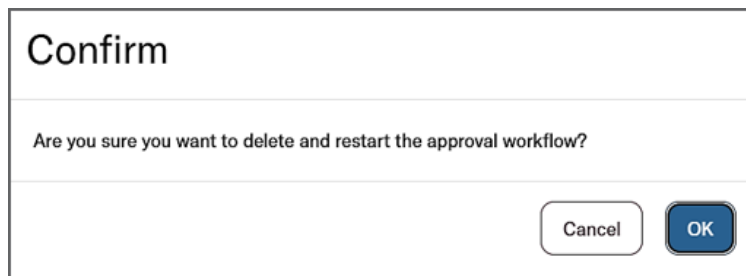 Confirm
Are you sure you want to delete and restart the approval workflow?
Cancel OK